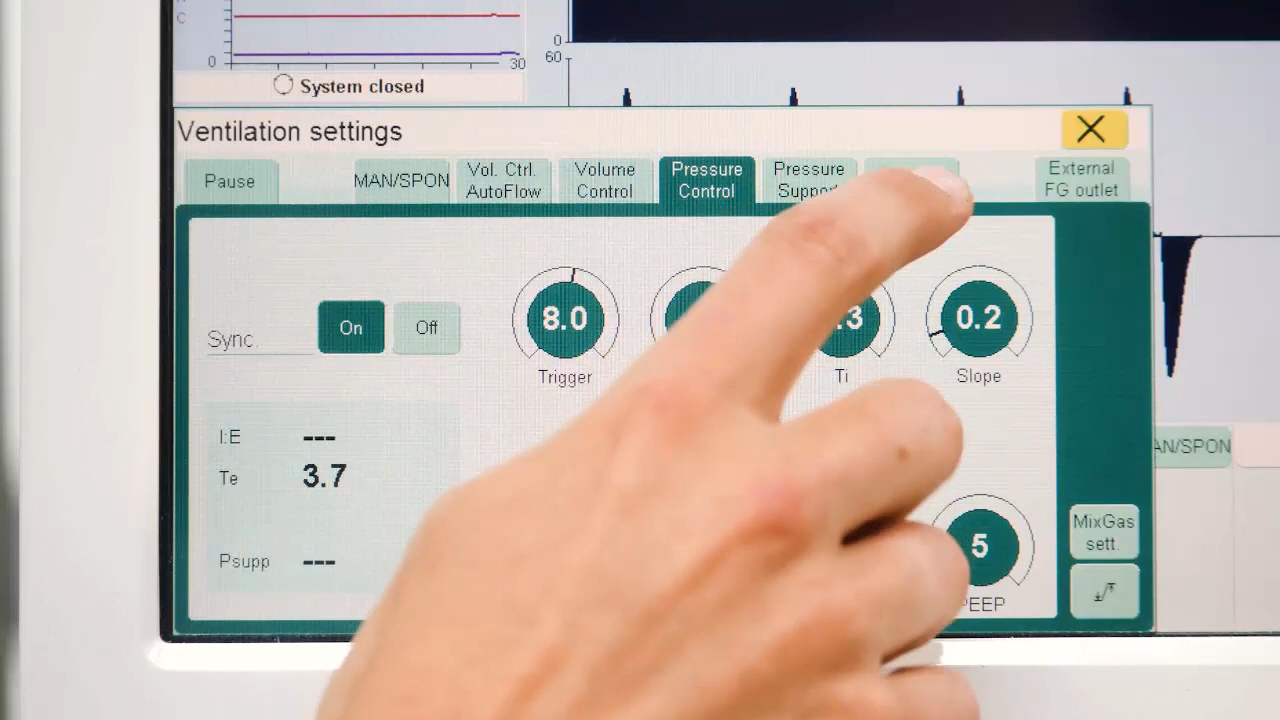 C
0
30
System closed
0
60
Ventilation settings
Pause
MAN/SPON
Vol. Ctrl.
AutoFlow
Volume
Control
Pressure
Control
Pressure
External
FG outlet
Sync.
On
Off
8.0
.3
0.2
Trigger
Ti
Slope
I:E
---
Te
3.7
AN/SPON
Psupp
---
5
PEEP
MixGas
sett.